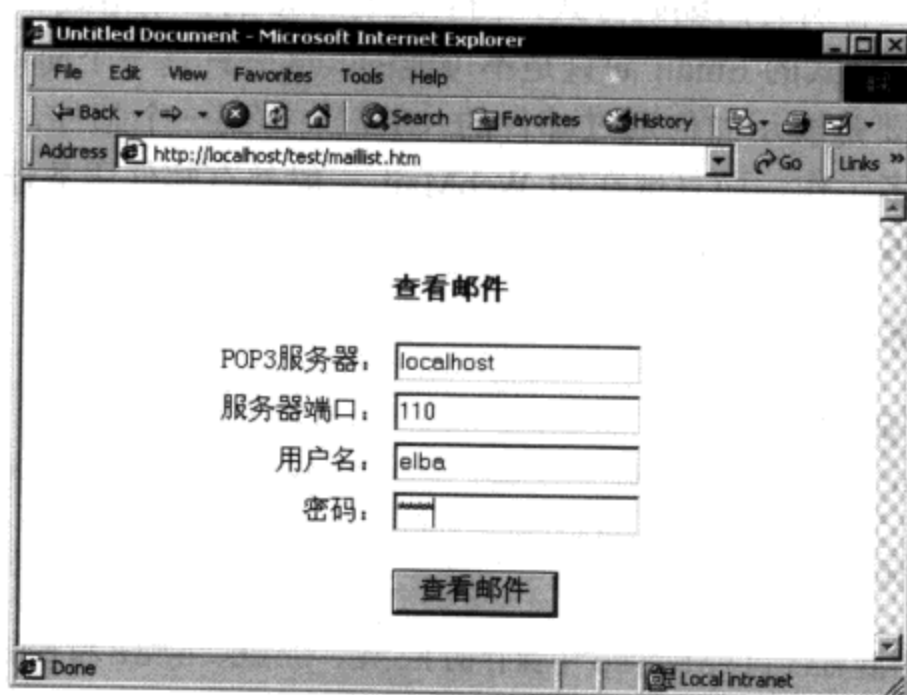 Untitled Document - Microsoft Internet Explorer
File Edit View Favorites Tools Help
Back Search Favorites History
Address http://localhost/test/maillist.htm Go Links »
查看邮件
POP3服务器： localhost
服务器端口： 110
用户名： elba
密码： ****
查看邮件
Done Local intranet